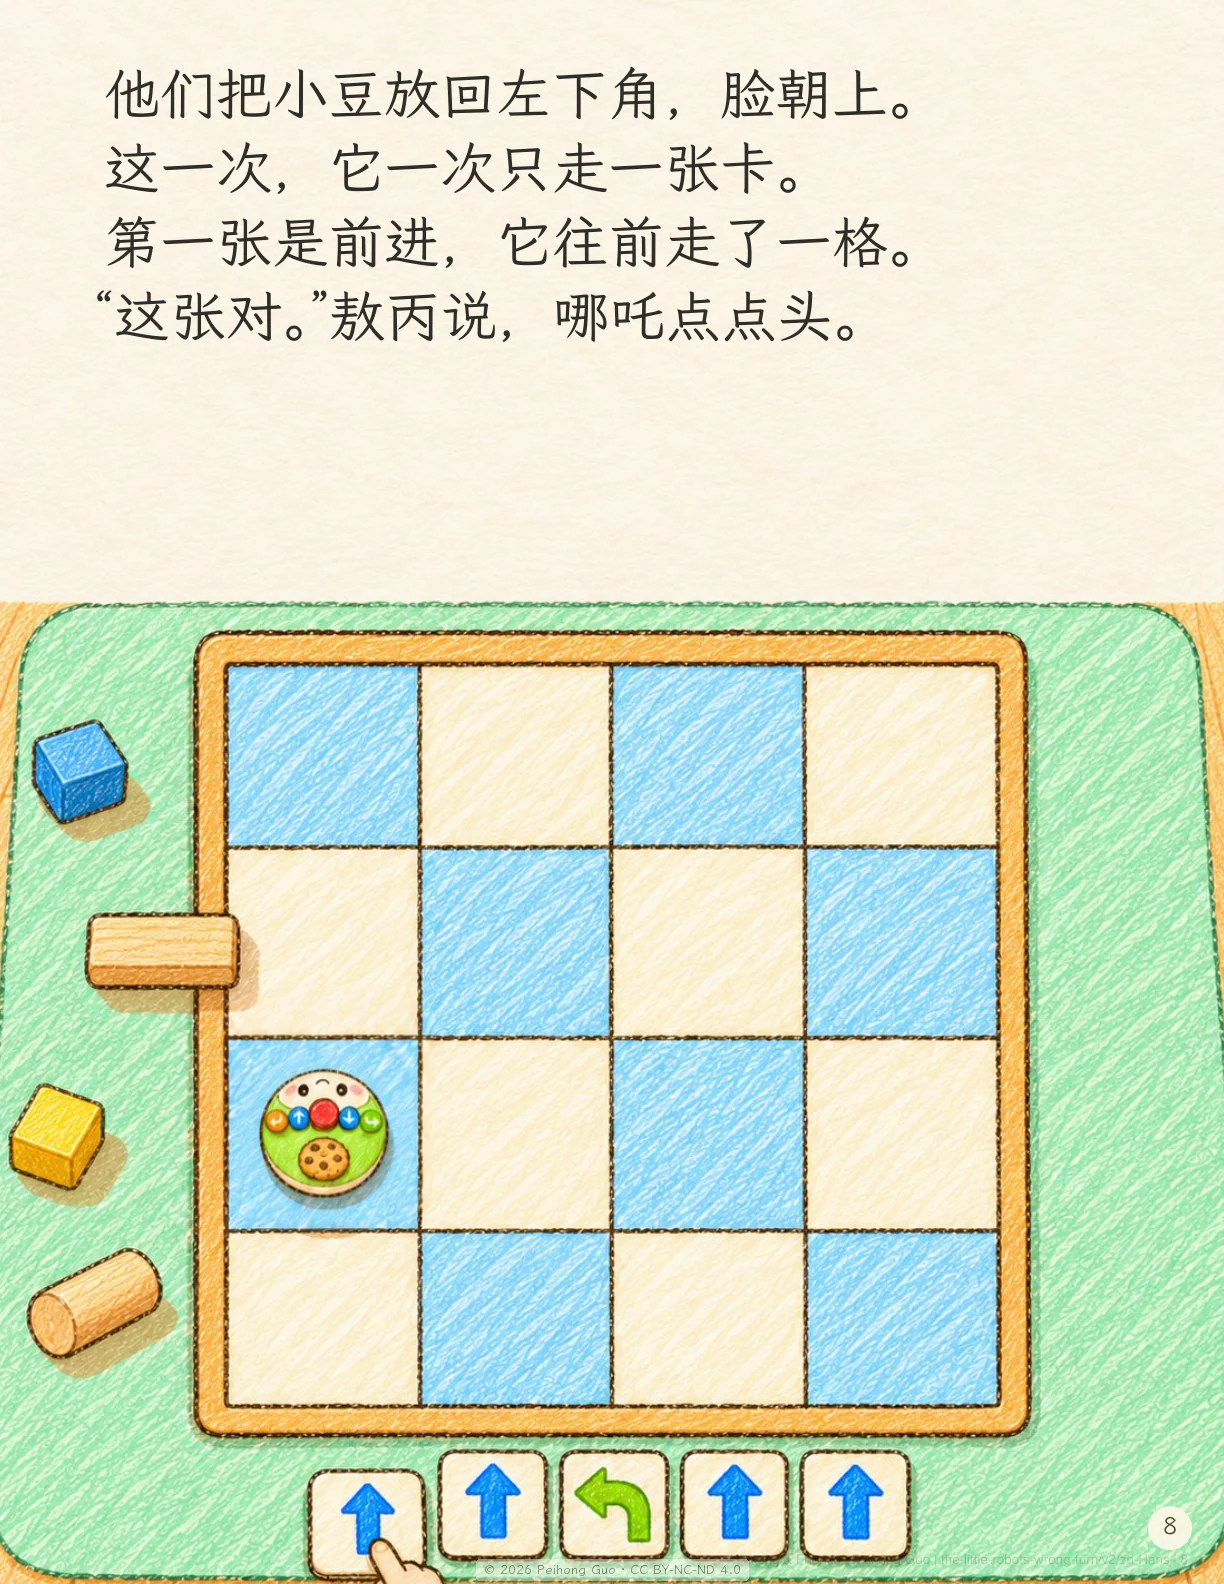 他们把小豆放回左下角，脸朝上。
这一次，它一次只走一张卡。
第一张是前进，它往前走了一格。
“这张对。”敖丙说，哪吒点点头。
8
© 2026 Peihong Guo · CC BY-NC-ND 4.0